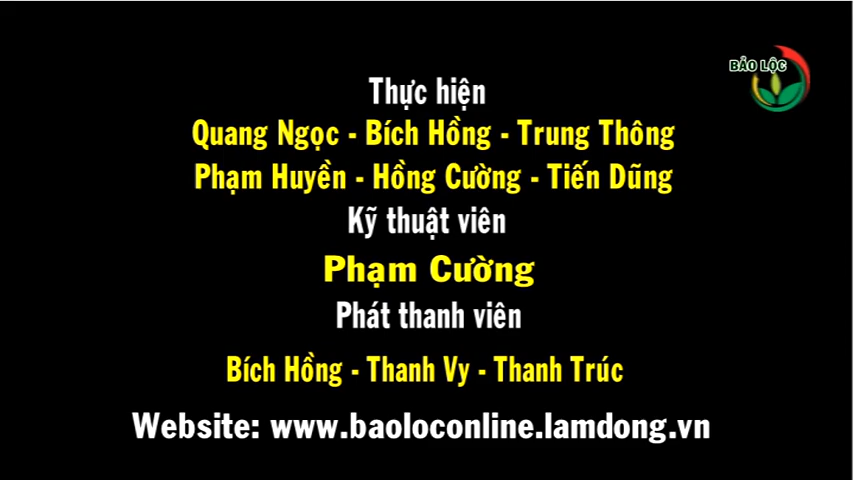 BẢO LỘC
Thực hiện
Quang Ngọc - Bích Hồng - Trung Thông
Phạm Huyền - Hồng Cường - Tiến Dũng
Kỹ thuật viên
Phạm Cường
Phát thanh viên
Bích Hồng - Thanh Vy - Thanh Trúc
Website: www.baoloconline.lamdong.vn